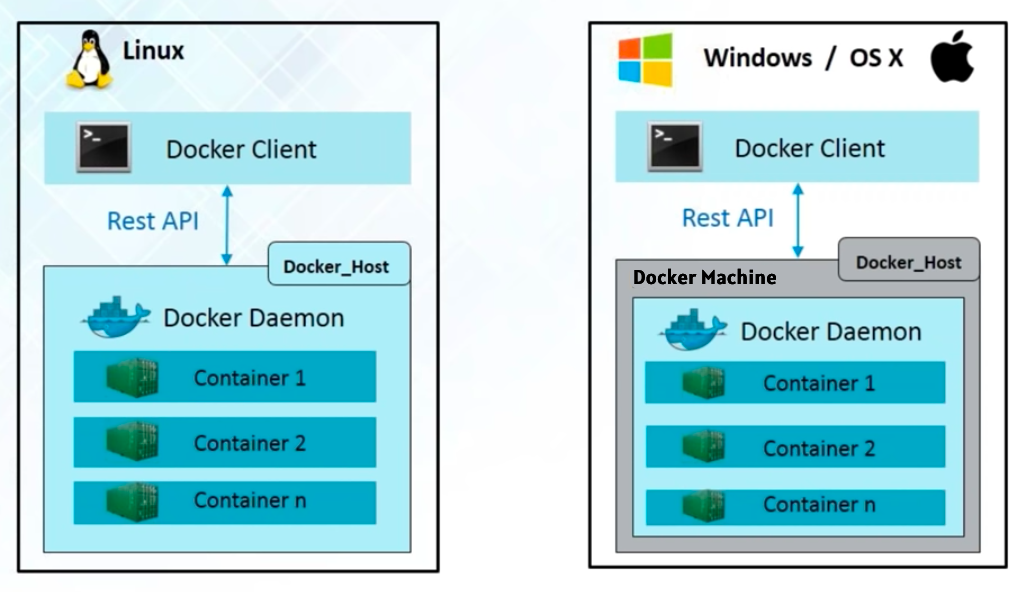 Linux
>_
Docker Client
Rest API
Docker_Host
Docker Daemon
Container 1
Container 2
Container n
Windows / OS X
>_
Docker Client
Rest API
Docker_Host
Docker Machine
Docker Daemon
Container 1
Container 2
Container n